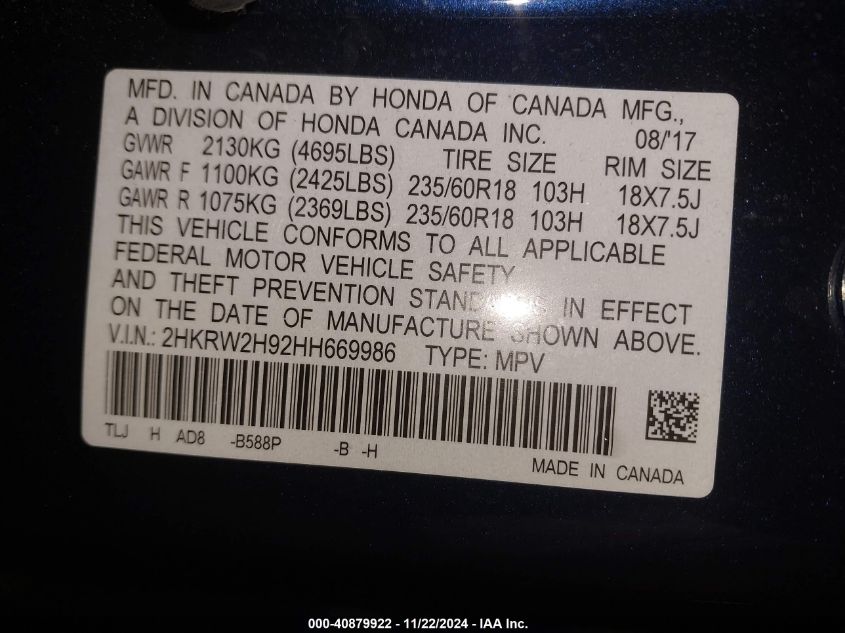 MFD. IN CANADA BY HONDA OF CANADA MFG.,
A DIVISION OF HONDA CANADA INC. 08/'17
GVWR 2130KG (4695LBS) TIRE SIZE RIM SIZE
GAWR F 1100KG (2425LBS) 235/60R18 103H 18X7.5J
GAWR R 1075KG (2369LBS) 235/60R18 103H 18X7.5J
THIS VEHICLE CONFORMS TO ALL APPLICABLE
FEDERAL MOTOR VEHICLE SAFETY
AND THEFT PREVENTION STANDARDS IN EFFECT
ON THE DATE OF MANUFACTURE SHOWN ABOVE.
V.I.N.: 2HKRW2H92HH669986 TYPE: MPV
TLJ H AD8 -B588P -B -H
MADE IN CANADA
000-40879922 - 11/22/2024 - IAA Inc.